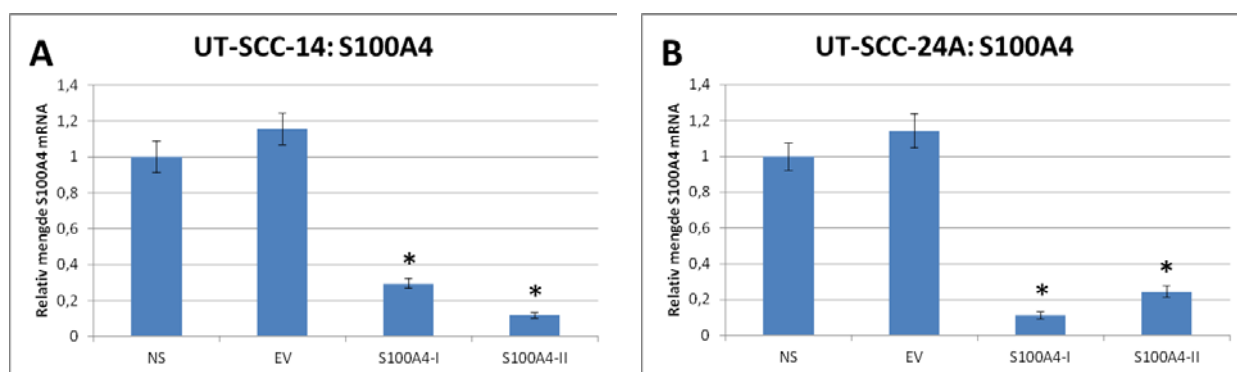 A
UT-SCC-14: S100A4
Relativ mengde S100A4 mRNA
1,4
1,2
1
0,8
0,6
0,4
0,2
0
*
*
NS EV S100A4-I S100A4-II
B
UT-SCC-24A: S100A4
Relativ mengde S100A4 mRNA
1,4
1,2
1
0,8
0,6
0,4
0,2
0
*
*
NS EV S100A4-I S100A4-II